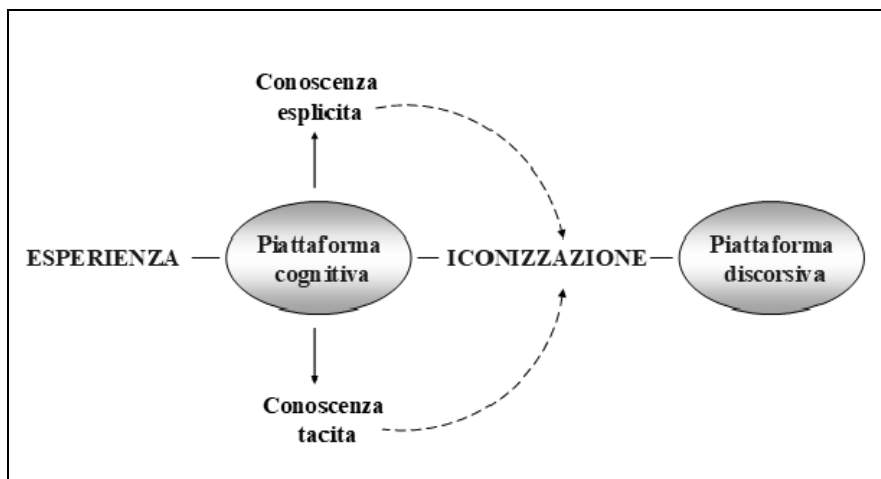 Conoscenza
esplicita
ESPERIENZA
Piattaforma
cognitiva
ICONIZZAZIONE
Piattaforma
discorsiva
Conoscenza
tacita